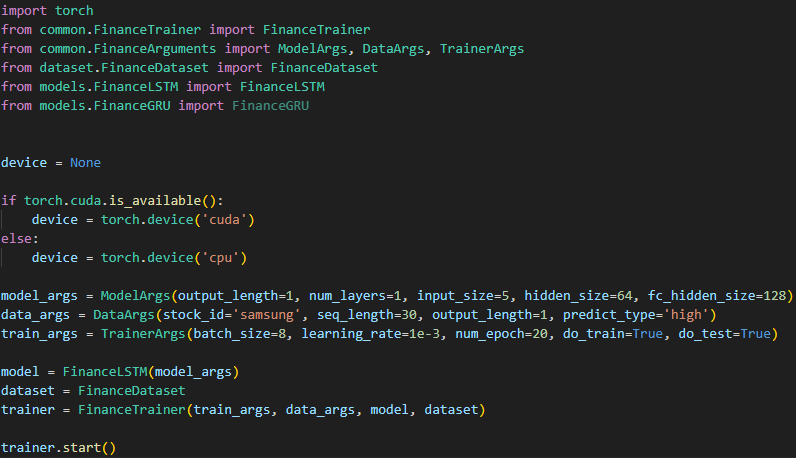 import torch
from common.FinanceTrainer import FinanceTrainer
from common.FinanceArguments import ModelArgs, DataArgs, TrainerArgs
from dataset.FinanceDataset import FinanceDataset
from models.FinanceLSTM import FinanceLSTM
from models.FinanceGRU import FinanceGRU
device = None
if torch.cuda.is_available():
    device = torch.device('cuda')
else:
    device = torch.device('cpu')
model_args = ModelArgs(output_length=1, num_layers=1, input_size=5, hidden_size=64, fc_hidden_size=128)
data_args = DataArgs(stock_id='samsung', seq_length=30, output_length=1, predict_type='high')
train_args = TrainerArgs(batch_size=8, learning_rate=1e-3, num_epoch=20, do_train=True, do_test=True)
model = FinanceLSTM(model_args)
dataset = FinanceDataset
trainer = FinanceTrainer(train_args, data_args, model, dataset)
trainer.start()